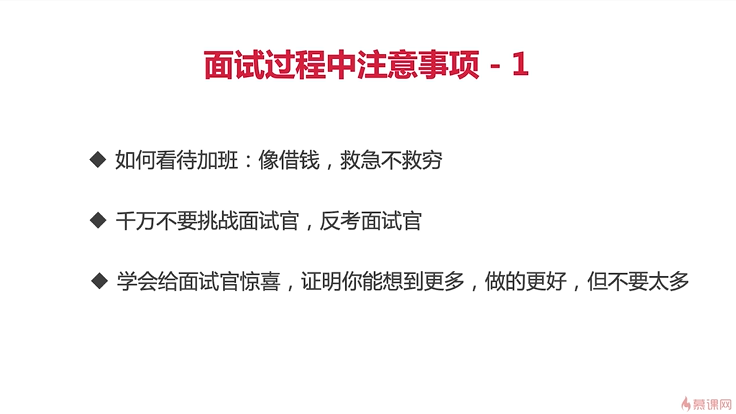 面试过程中注意事项 - 1
◆ 如何看待加班：像借钱，救急不救穷
◆ 千万不要挑战面试官，反考面试官
◆ 学会给面试官惊喜，证明你能想到更多，做的更好，但不要太多
慕课网